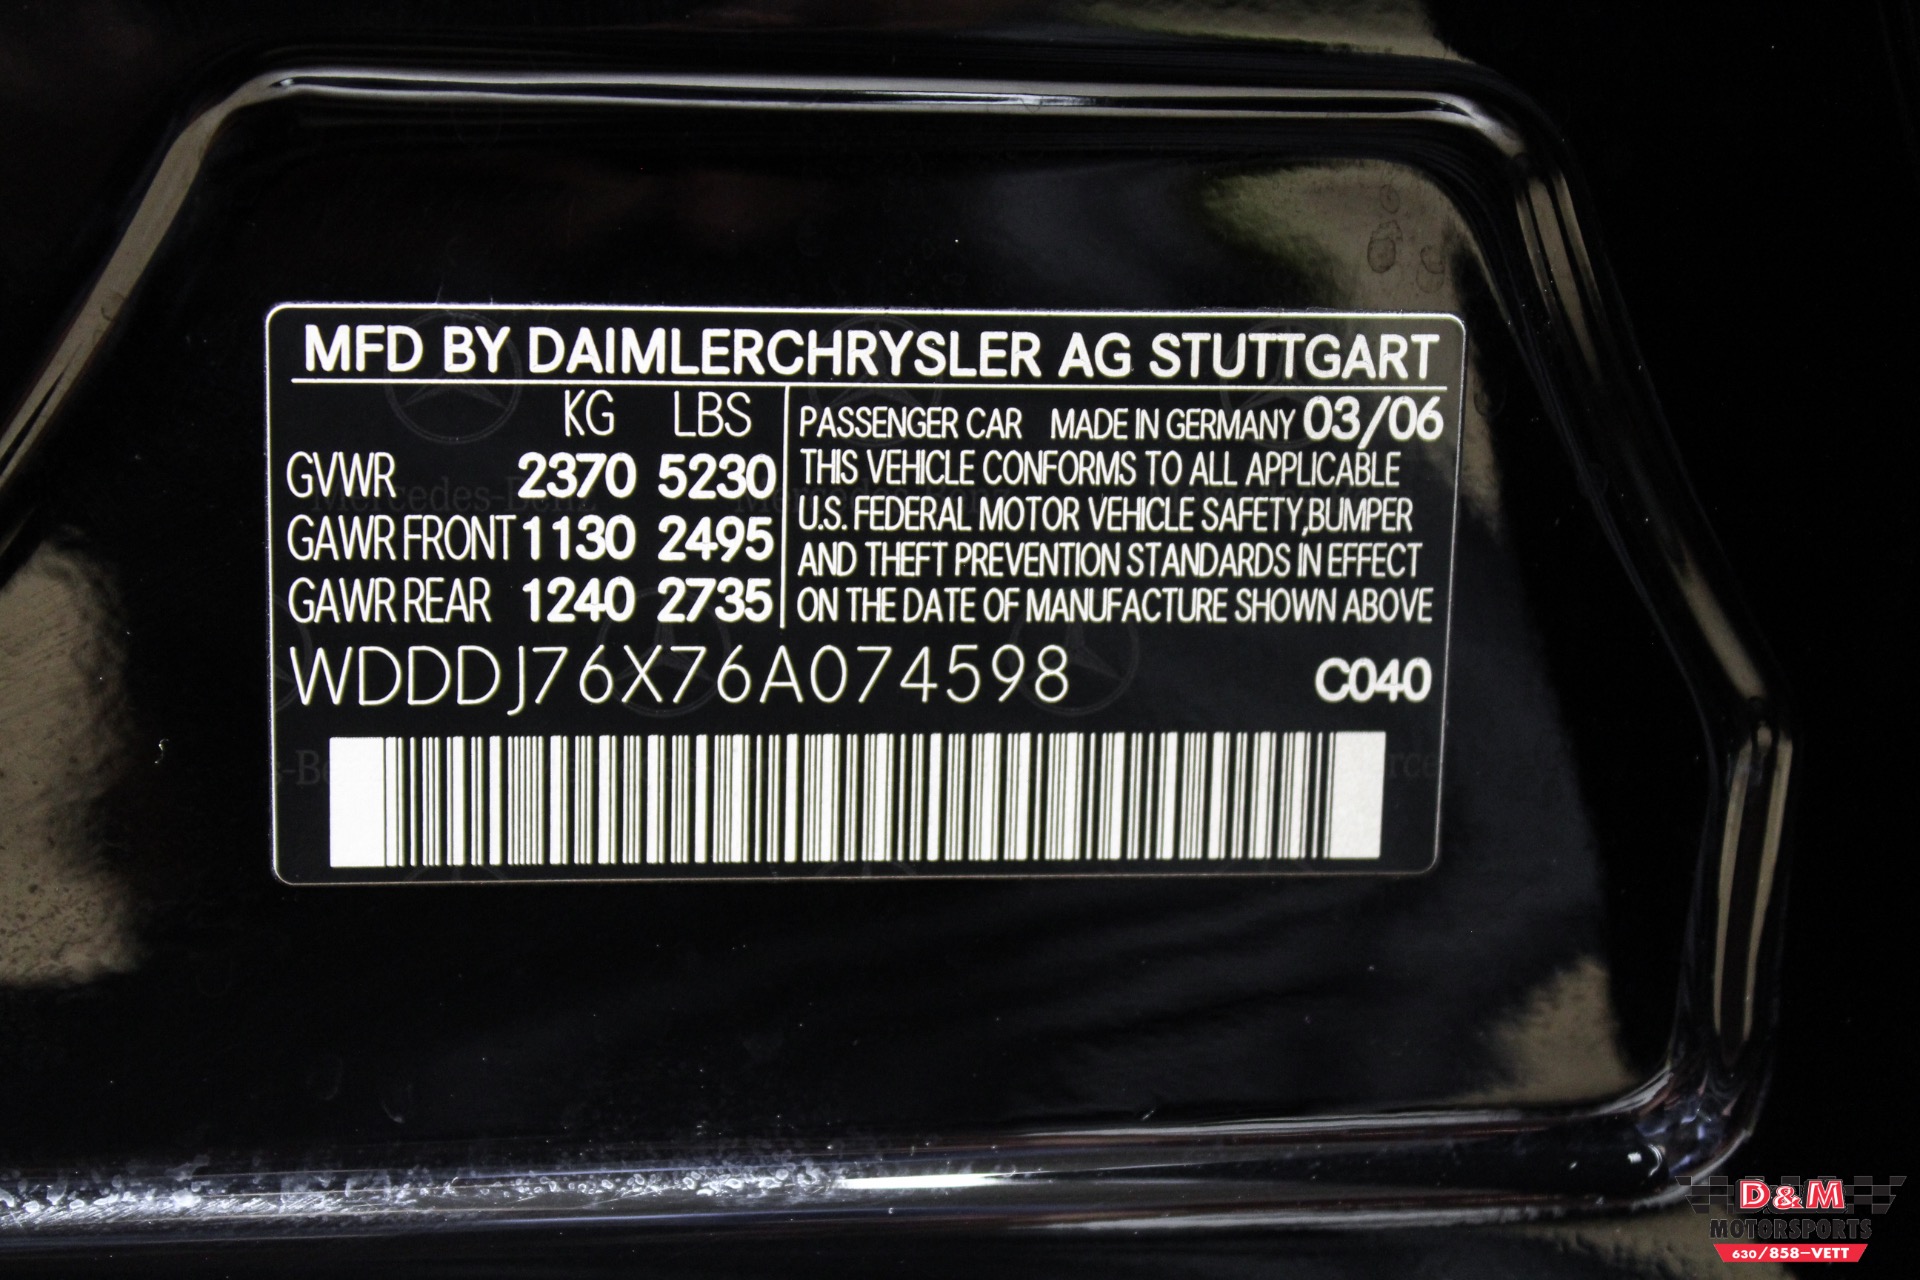 MFD BY DAIMLERCHRYSLER AG STUTTGART
KG LBS
GVWR 2370 5230
GAWR FRONT 1130 2495
GAWR REAR 1240 2735
PASSENGER CAR MADE IN GERMANY 03/06
THIS VEHICLE CONFORMS TO ALL APPLICABLE
U.S. FEDERAL MOTOR VEHICLE SAFETY,BUMPER
AND THEFT PREVENTION STANDARDS IN EFFECT
ON THE DATE OF MANUFACTURE SHOWN ABOVE
WDDDJ76X76A074598 C040
Mercedes-Benz
D&M
MOTORSPORTS
630/858-VETT